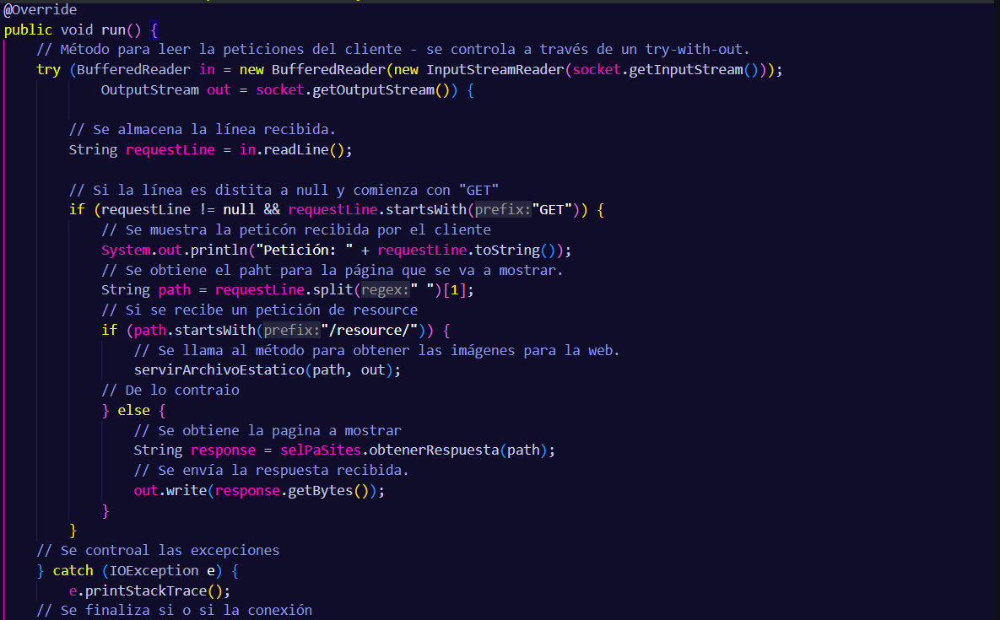 @Override
public void run() {
// Método para leer la peticiones del cliente - se controla a través de un try-with-out.
try (BufferedReader in = new BufferedReader(new InputStreamReader(socket.getInputStream()));
OutputStream out = socket.getOutputStream()) {
// Se almacena la línea recibida.
String requestLine = in.readLine();
// Si la línea es distita a null y comienza con "GET"
if (requestLine != null && requestLine.startsWith(prefix:"GET")) {
// Se muestra la peticón recibida por el cliente
System.out.println("Petición: " + requestLine.toString());
// Se obtiene el paht para la página que se va a mostrar.
String path = requestLine.split(regex:" ")[1];
// Si se recibe un petición de resource
if (path.startsWith(prefix:"/resource/")) {
// Se llama al método para obtener las imágenes para la web.
servirArchivoEstatico(path, out);
// De lo contraio
} else {
// Se obtiene la pagina a mostrar
String response = selPaSites.obtenerRespuesta(path);
// Se envía la respuesta recibida.
out.write(response.getBytes());
}
}
// Se controal las excepciones
} catch (IOException e) {
e.printStackTrace();
// Se finaliza si o si la conexión